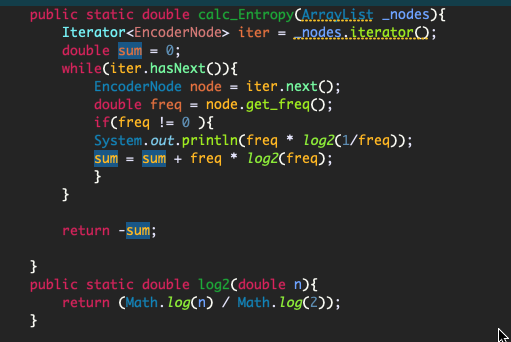 public static double calc_Entropy(ArrayList _nodes){
Iterator<EncoderNode> iter = _nodes.iterator();
double sum = 0;
while(iter.hasNext()){
EncoderNode node = iter.next();
double freq = node.get_freq();
if(freq != 0 ){
System.out.println(freq * log2(1/freq));
sum = sum + freq * log2(freq);
}
}
return -sum;
}
public static double log2(double n){
return (Math.log(n) / Math.log(2));
}